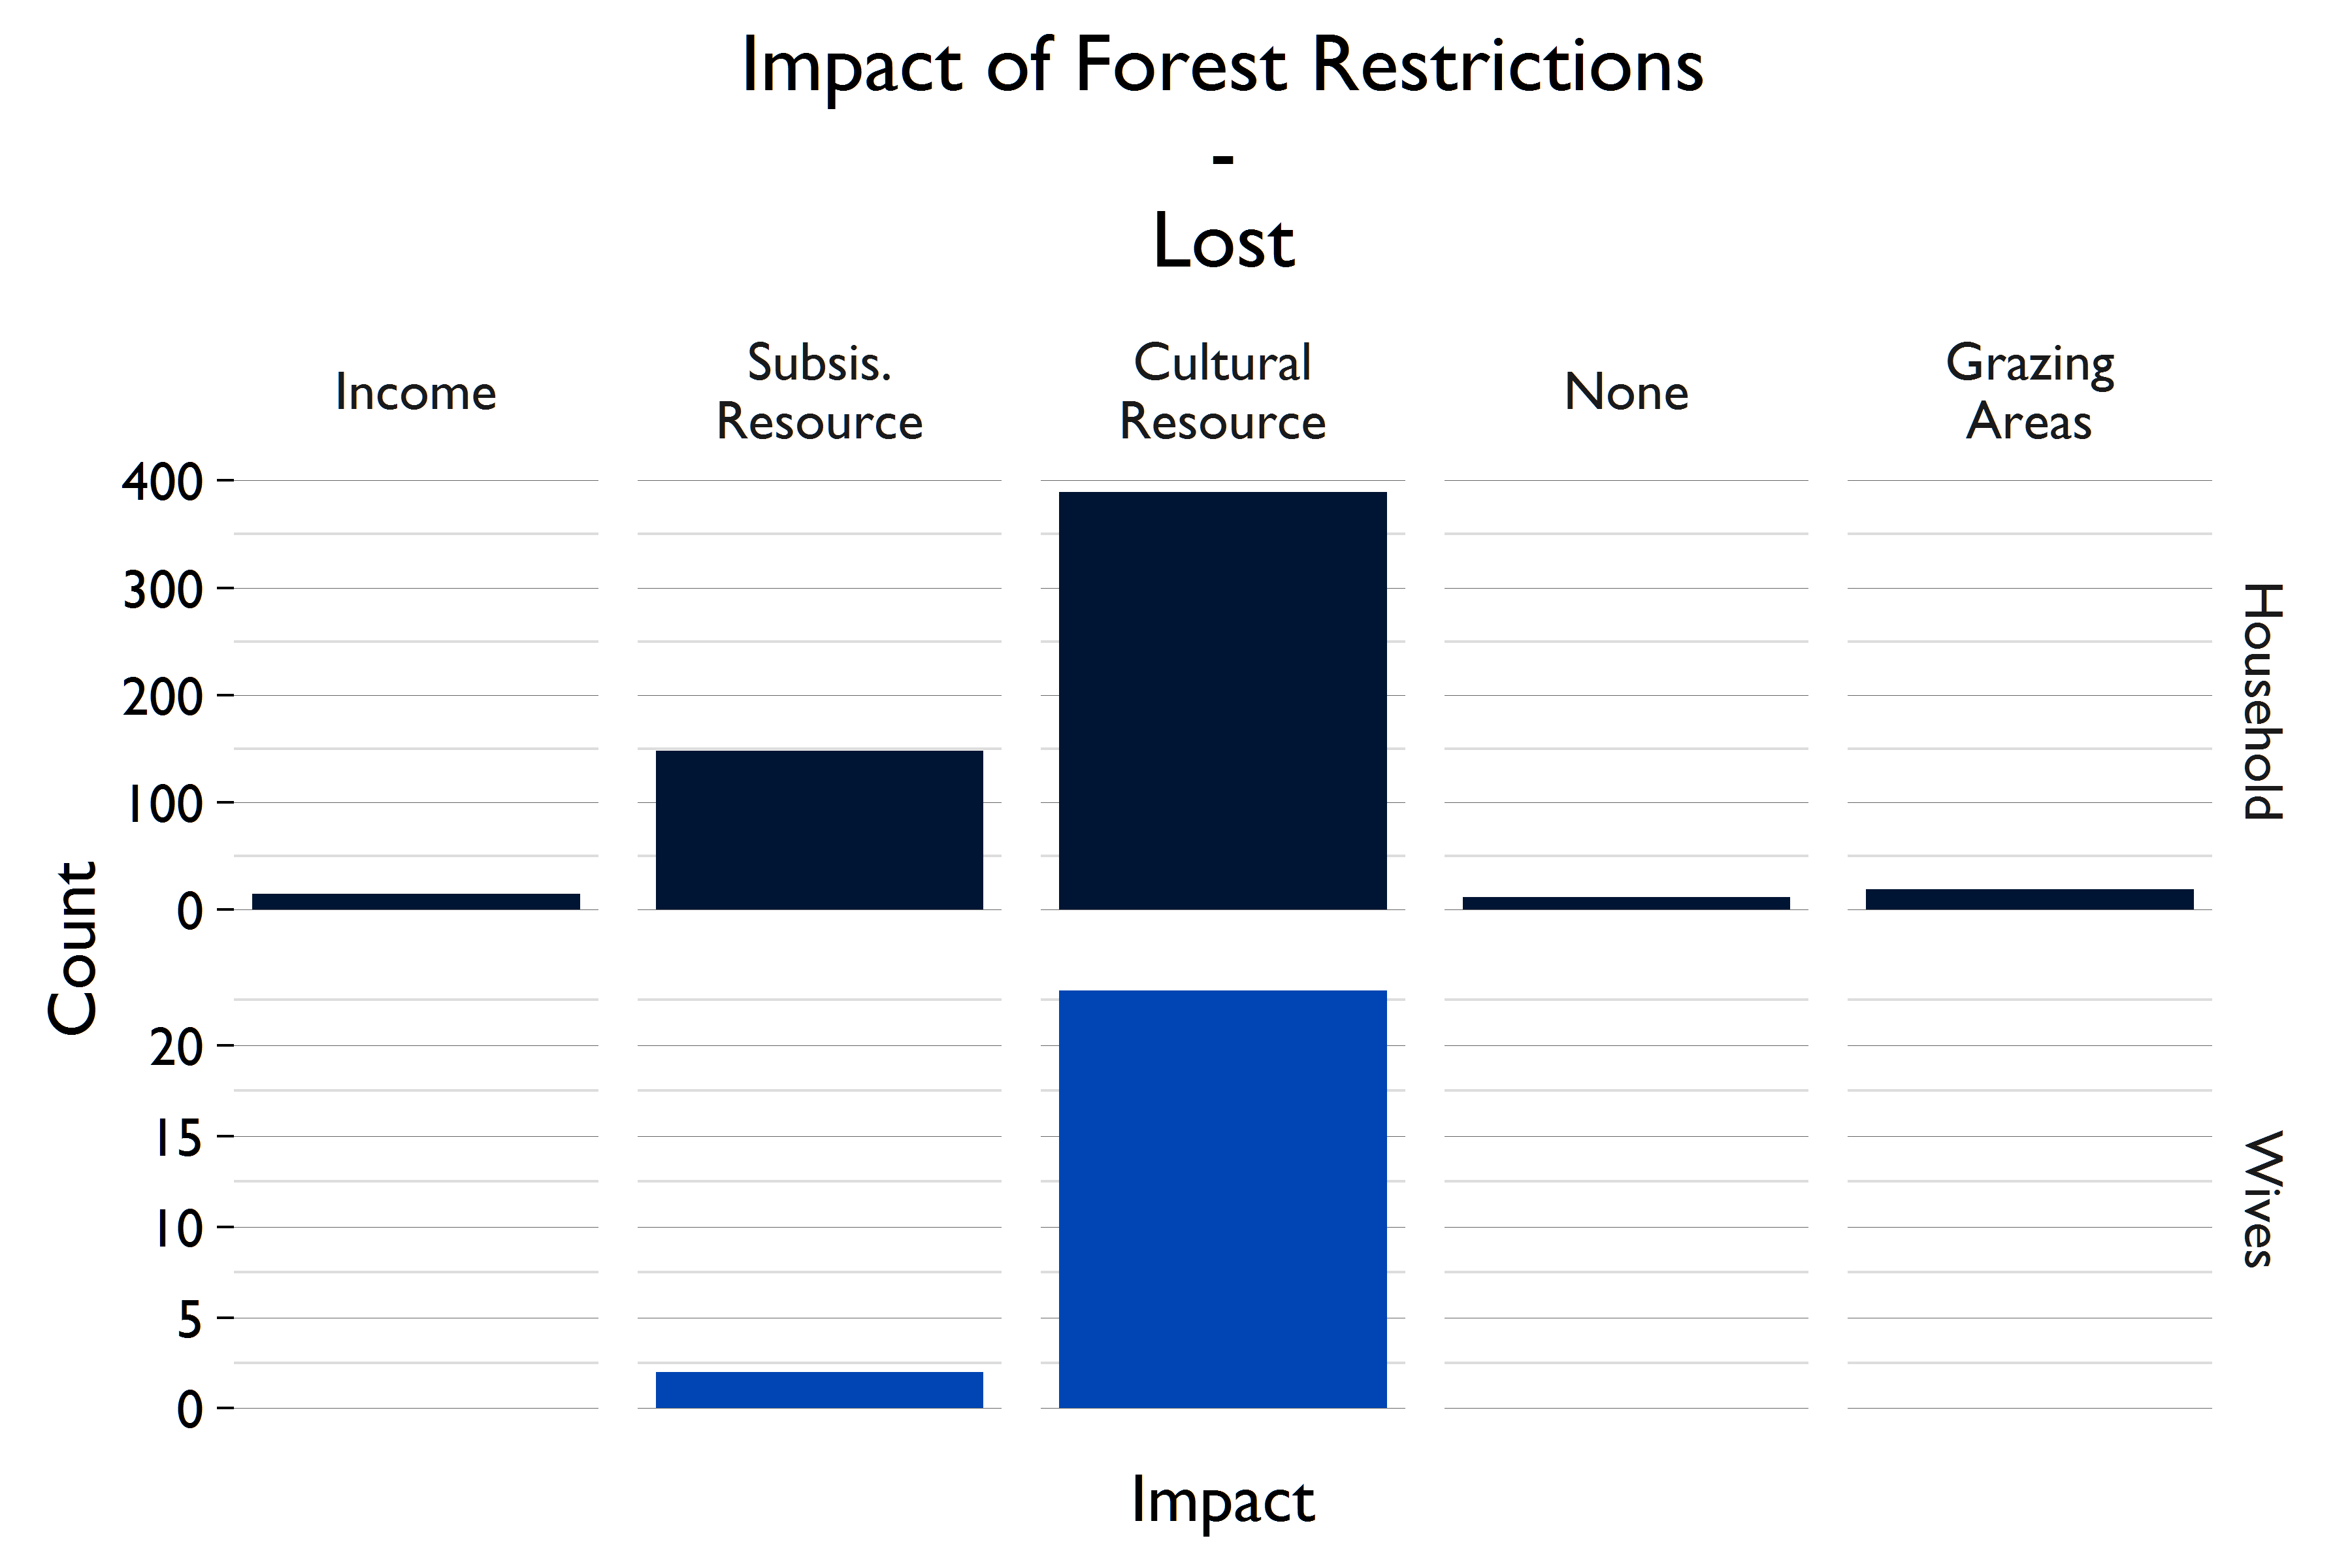 Impact of Forest Restrictions
-
Lost
Income
Subsis.
Resource
Cultural
Resource
None
Grazing
Areas
400
300
200
100
0
Household
Count
20
15
10
5
0
Wives
Impact